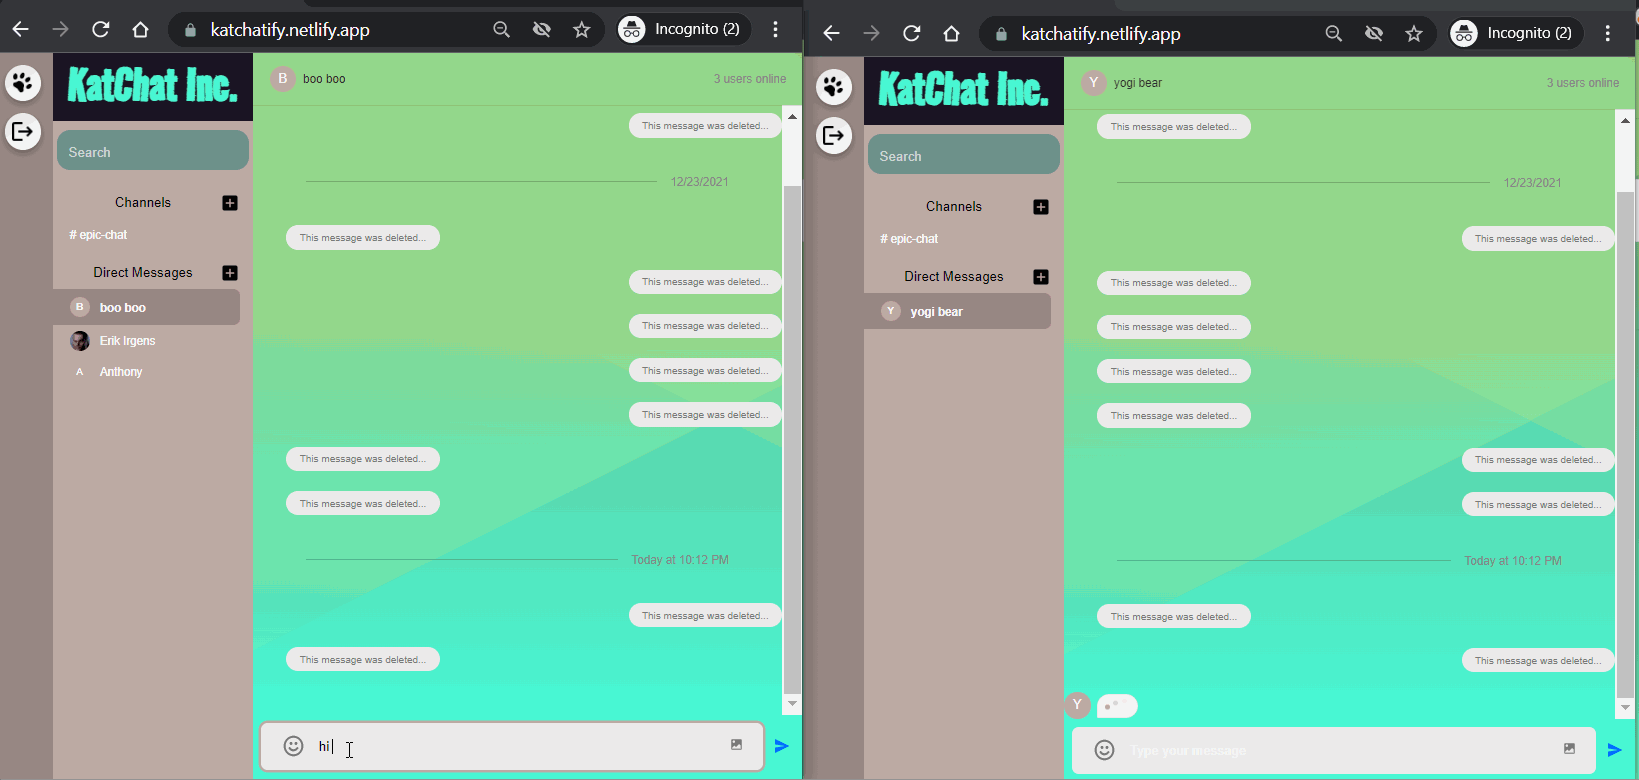 katchatify.netlify.app
Incognito (2)
KatChat Inc.
Search
Channels
# epic-chat
Direct Messages
B boo boo
Erik Irgens
A Anthony
B boo boo
3 users online
This message was deleted...
12/23/2021
This message was deleted...
This message was deleted...
This message was deleted...
This message was deleted...
This message was deleted...
This message was deleted...
This message was deleted...
Today at 10:12 PM
This message was deleted...
This message was deleted...
hi
katchatify.netlify.app
Incognito (2)
KatChat Inc.
Search
Channels
# epic-chat
Direct Messages
Y yogi bear
Y yogi bear
3 users online
This message was deleted...
12/23/2021
This message was deleted...
This message was deleted...
This message was deleted...
This message was deleted...
This message was deleted...
This message was deleted...
This message was deleted...
Today at 10:12 PM
This message was deleted...
This message was deleted...
Y
Type your message